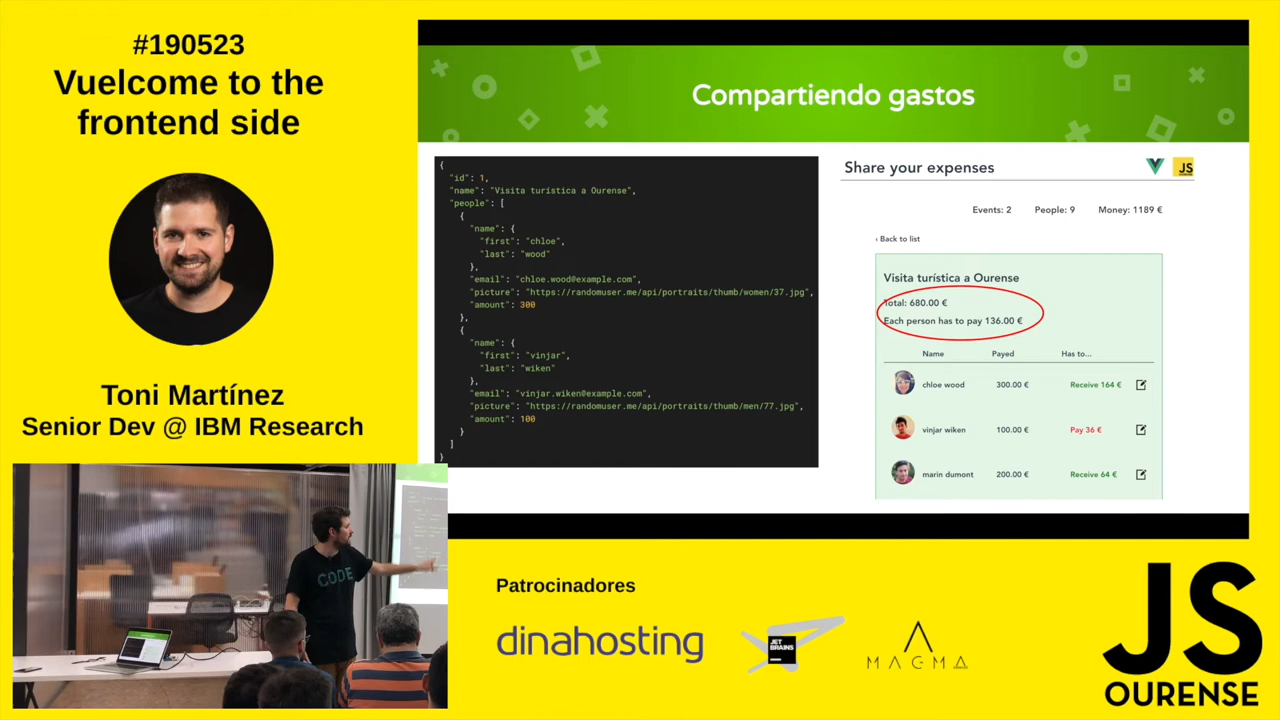 #190523
Vuelcome to the
frontend side
Toni Martínez
Senior Dev @ IBM Research
Compartiendo gastos
{
"id": 1,
"name": "Visita turística a Ourense",
"people": [
{
"name": {
"first": "chloe",
"last": "wood"
},
"email": "chloe.wood@example.com",
"picture": "https://randomuser.me/api/portraits/thumb/women/37.jpg",
"amount": 300
},
{
"name": {
"first": "vinjar",
"last": "wiken"
},
"email": "vinjar.wiken@example.com",
"picture": "https://randomuser.me/api/portraits/thumb/men/77.jpg",
"amount": 100
}
]
}
Share your expenses
JS
Events: 2 People: 9 Money: 1189 €
‹ Back to list
Visita turística a Ourense
Total: 680.00 €
Each person has to pay 136.00 €
Name Payed Has to...
chloe wood 300.00 € Receive 164 €
vinjar wiken 100.00 € Pay 36 €
marin dumont 200.00 € Receive 64 €
CODE
Patrocinadores
dinahosting
JET
BRAINS
MAGMA
JS
OURENSE